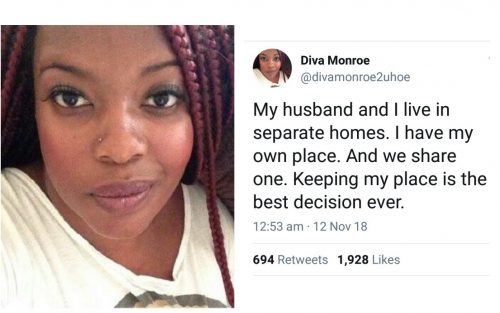 Diva Monroe
@divamonroe2uhoe
My husband and I live in
separate homes. I have my
own place. And we share
one. Keeping my place is the
best decision ever.
12:53 am · 12 Nov 18
694 Retweets 1,928 Likes